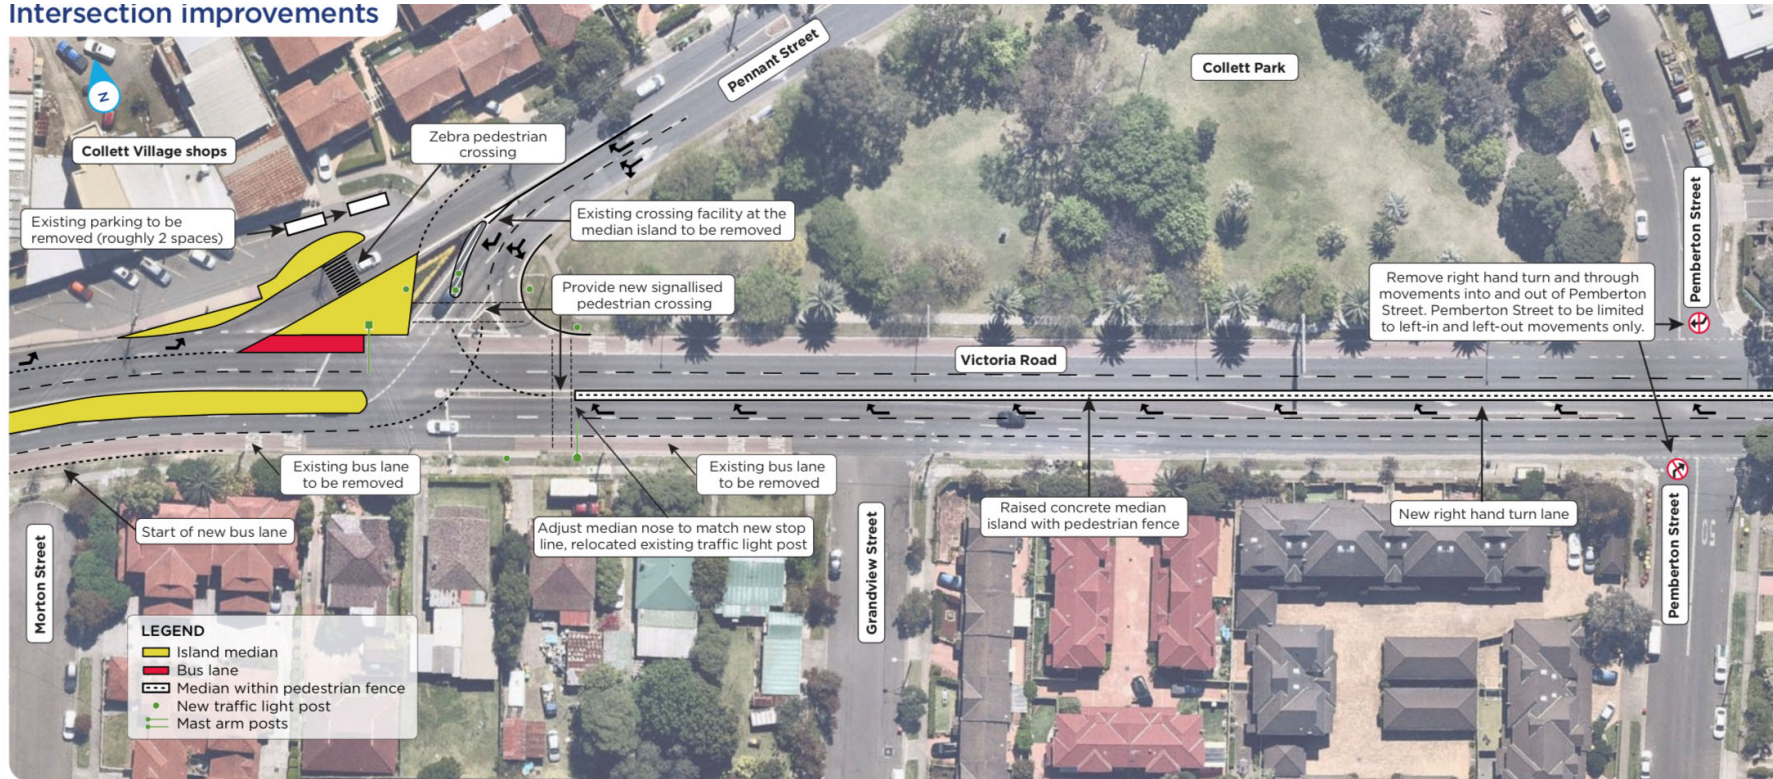 Intersection improvements
Pennant Street
Collett Park
N
Zebra pedestrian
crossing
Collett Village shops
Existing parking to be
removed (roughly 2 spaces)
Existing crossing facility at the
median island to be removed
Pemberton Street
Provide new signallised
pedestrian crossing
Remove right hand turn and through
movements into and out of Pemberton
Street. Pemberton Street to be limited
to left-in and left-out movements only.
Victoria Road
Existing bus lane
to be removed
Existing bus lane
to be removed
Start of new bus lane
Adjust median nose to match new stop
line, relocated existing traffic light post
Raised concrete median
island with pedestrian fence
New right hand turn lane
Morton Street
Grandview Street
Pemberton Street
50
LEGEND
Island median
Bus lane
Median within pedestrian fence
New traffic light post
Mast arm posts